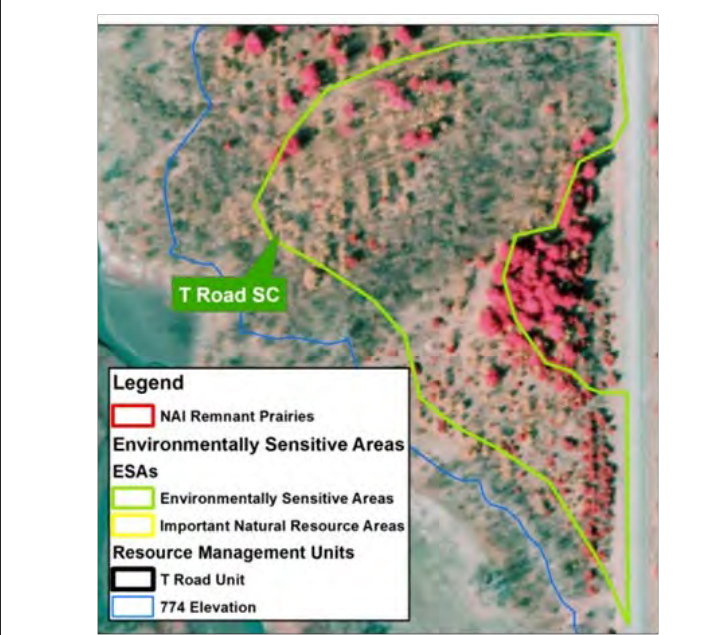 T Road SC
Legend
NAI Remnant Prairies
Environmentally Sensitive Areas
ESAs
Environmentally Sensitive Areas
Important Natural Resource Areas
Resource Management Units
T Road Unit
774 Elevation